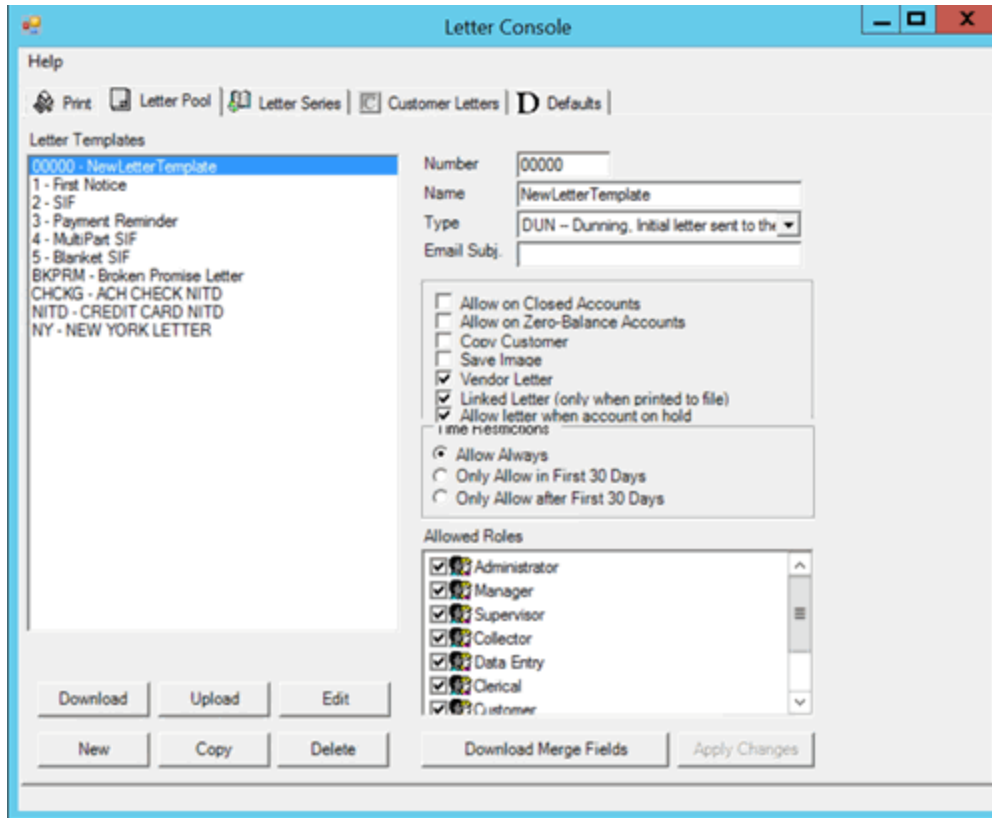 Letter Console
Help
Print
Letter Pool
Letter Series
C
Customer Letters
D
Defaults
Letter Templates
00000 - NewLetterTemplate
1 - First Notice
2 - SIF
3 - Payment Reminder
4 - MultiPart SIF
5 - Blanket SIF
BKPRM - Broken Promise Letter
CHCKG - ACH CHECK NITD
NITD - CREDIT CARD NITD
NY - NEW YORK LETTER
Download
Upload
Edit
New
Copy
Delete
Number
00000
Name
NewLetterTemplate
Type
DUN -- Dunning, Initial letter sent to the
Email Subj.
Allow on Closed Accounts
Allow on Zero-Balance Accounts
Copy Customer
Save Image
Vendor Letter
Linked Letter (only when printed to file)
Allow letter when account on hold
Time Restrictions
Allow Always
Only Allow in First 30 Days
Only Allow after First 30 Days
Allowed Roles
Administrator
Manager
Supervisor
Collector
Data Entry
Clerical
Customer
Download Merge Fields
Apply Changes